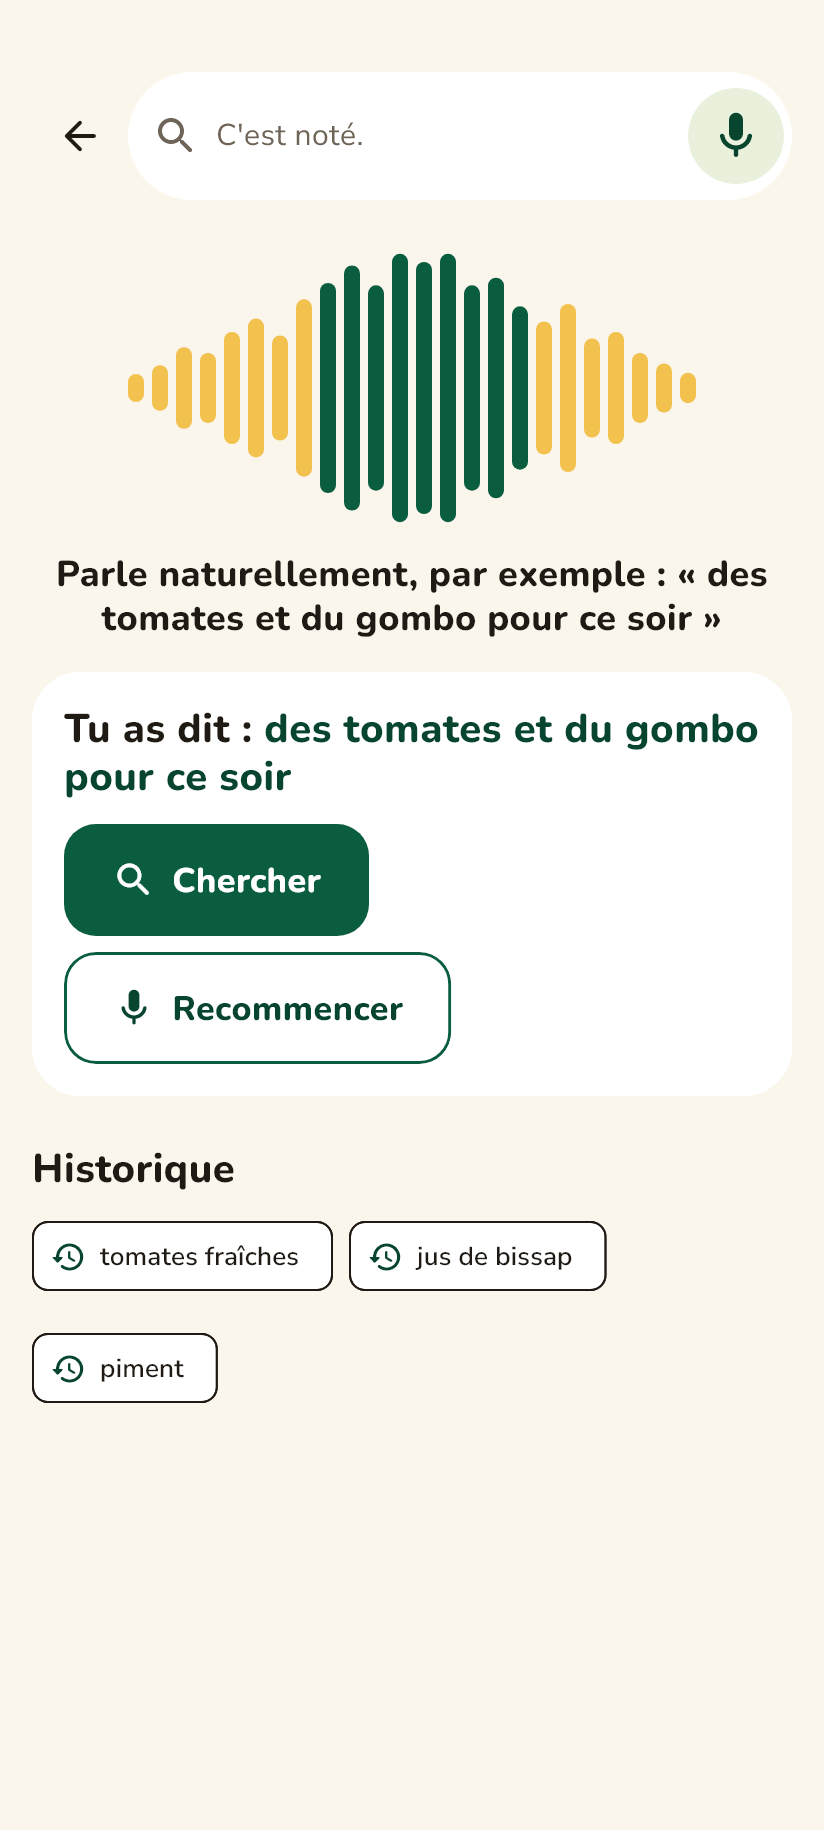 C'est noté.
Parle naturellement, par exemple : « des
tomates et du gombo pour ce soir »
Tu as dit : des tomates et du gombo
pour ce soir
Chercher
Recommencer
Historique
tomates fraîches
jus de bissap
piment